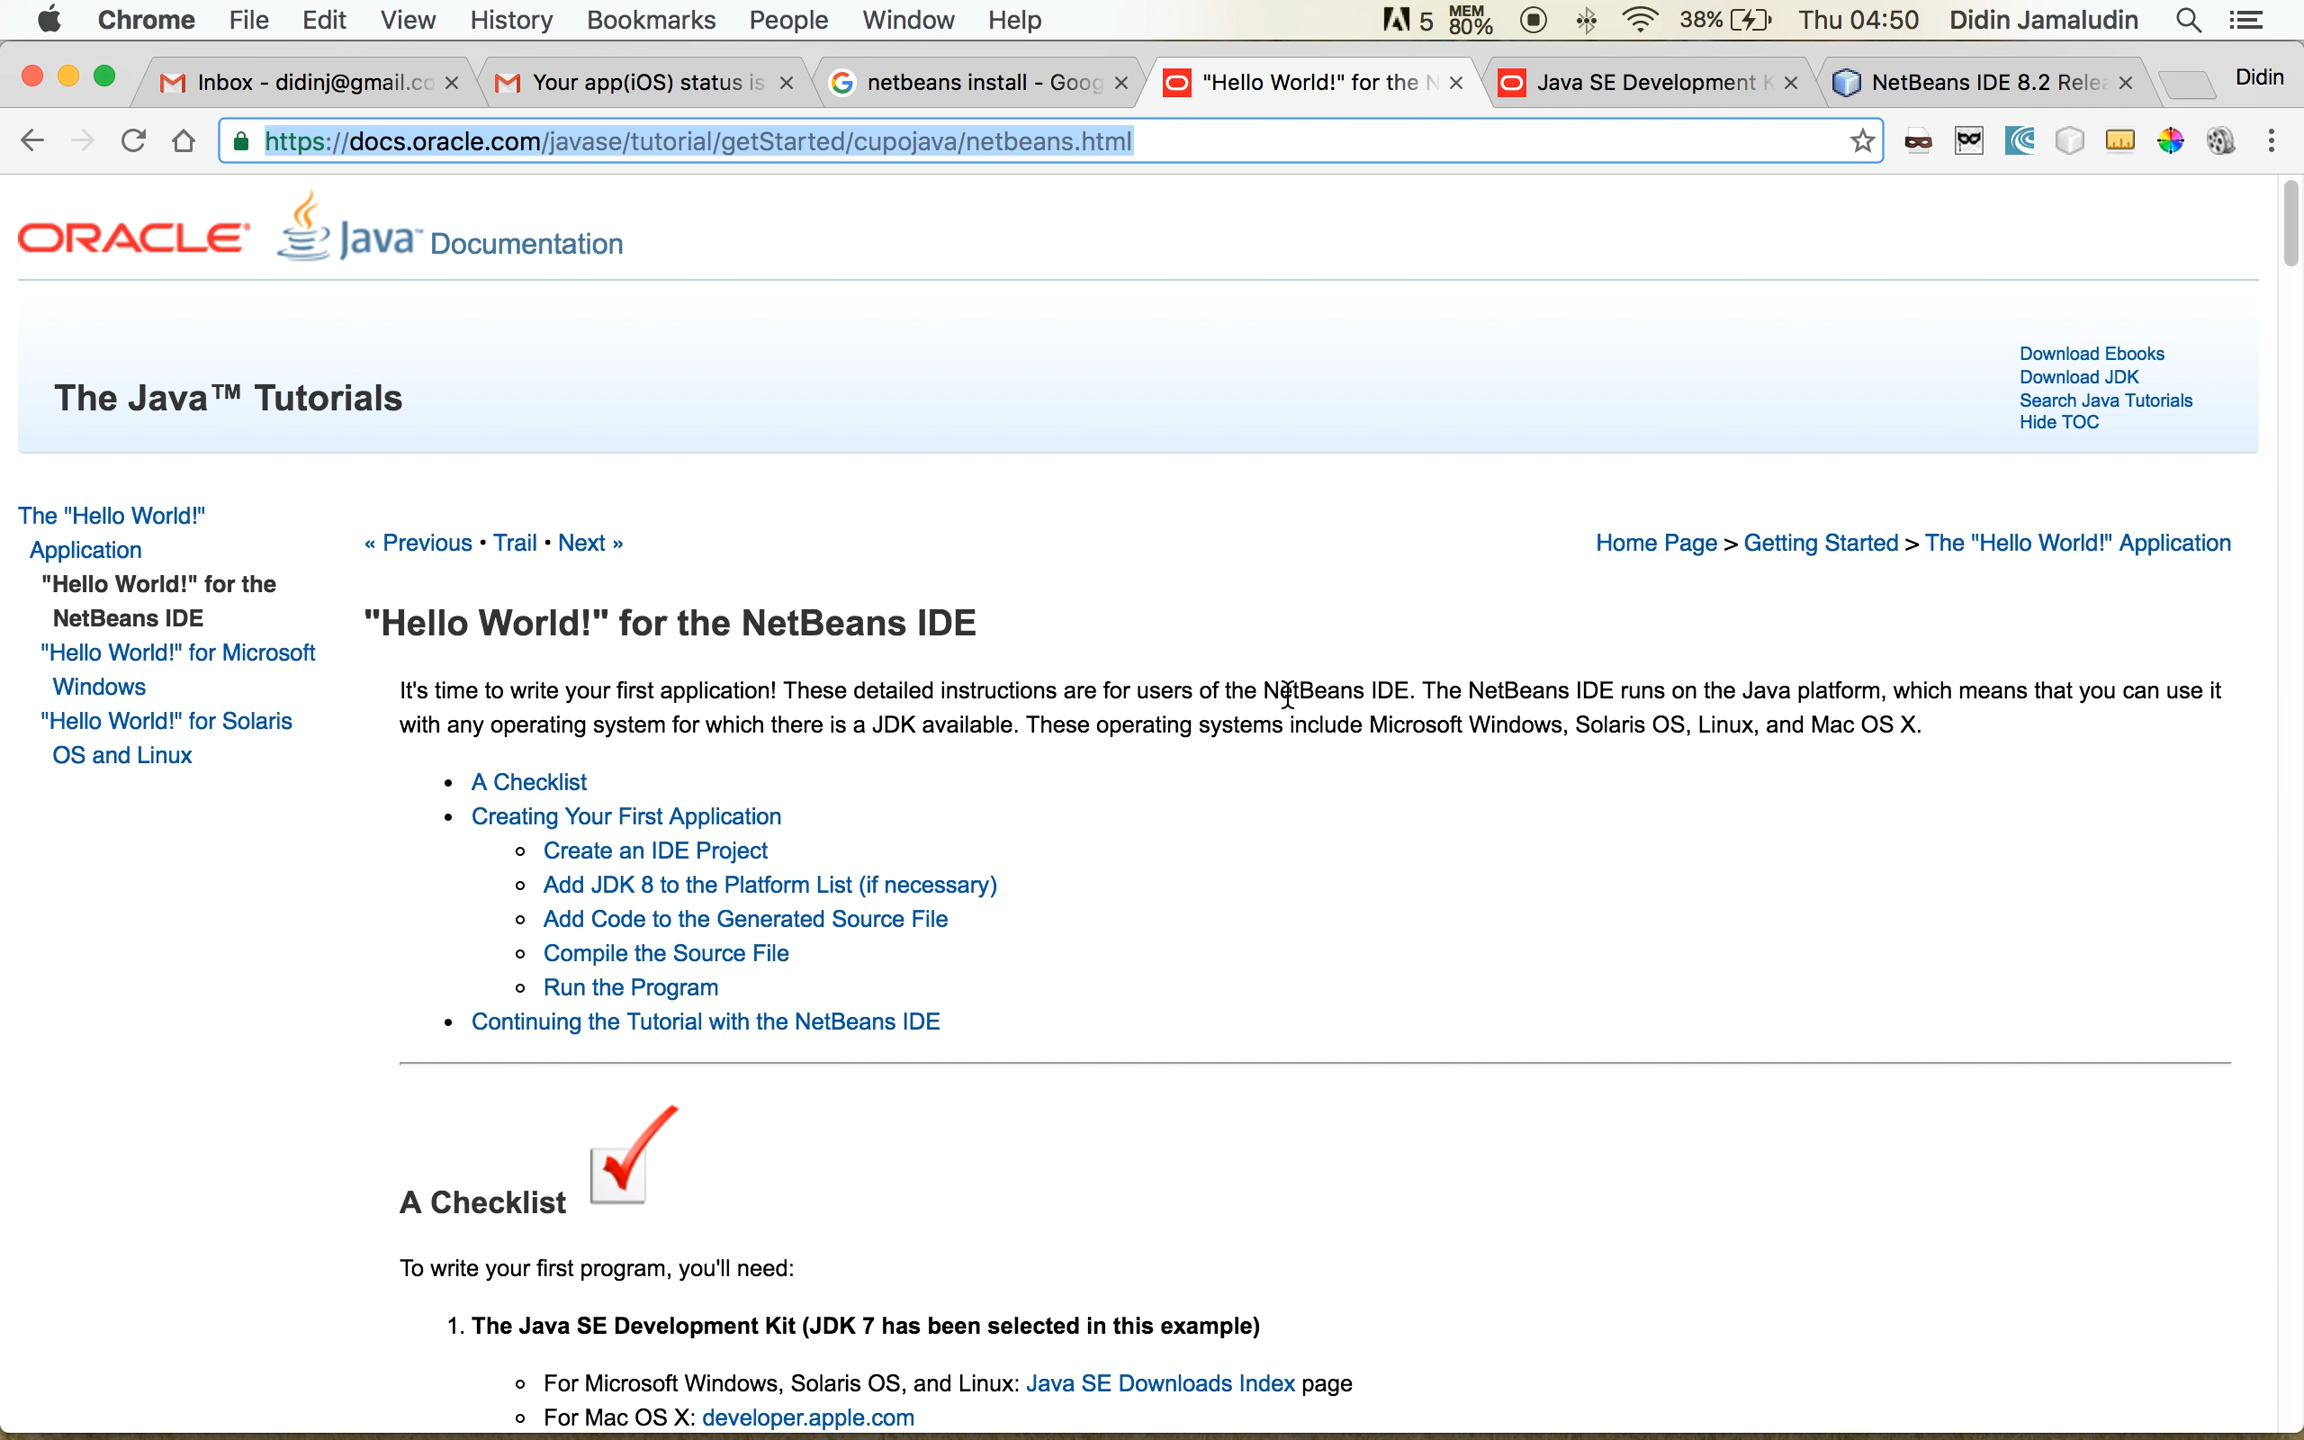 Chrome File Edit View History Bookmarks People Window Help 5 MEM 80% 38% Thu 04:50 Didin Jamaludin
Inbox - didinj@gmail.co Your app(iOS) status is netbeans install - Goog "Hello World!" for the N Java SE Development K NetBeans IDE 8.2 Relea Didin
https://docs.oracle.com/javase/tutorial/getStarted/cupojava/netbeans.html
ORACLE Java™ Documentation
Download Ebooks
Download JDK
The Java™ Tutorials
Search Java Tutorials
Hide TOC
The "Hello World!"
Application
"Hello World!" for the
NetBeans IDE
"Hello World!" for Microsoft
Windows
"Hello World!" for Solaris
OS and Linux
« Previous • Trail • Next »
Home Page > Getting Started > The "Hello World!" Application
"Hello World!" for the NetBeans IDE
It's time to write your first application! These detailed instructions are for users of the NetBeans IDE. The NetBeans IDE runs on the Java platform, which means that you can use it
with any operating system for which there is a JDK available. These operating systems include Microsoft Windows, Solaris OS, Linux, and Mac OS X.
• A Checklist
• Creating Your First Application
Create an IDE Project
Add JDK 8 to the Platform List (if necessary)
Add Code to the Generated Source File
Compile the Source File
Run the Program
• Continuing the Tutorial with the NetBeans IDE
A Checklist
To write your first program, you'll need:
1. The Java SE Development Kit (JDK 7 has been selected in this example)
For Microsoft Windows, Solaris OS, and Linux: Java SE Downloads Index page
For Mac OS X: developer.apple.com